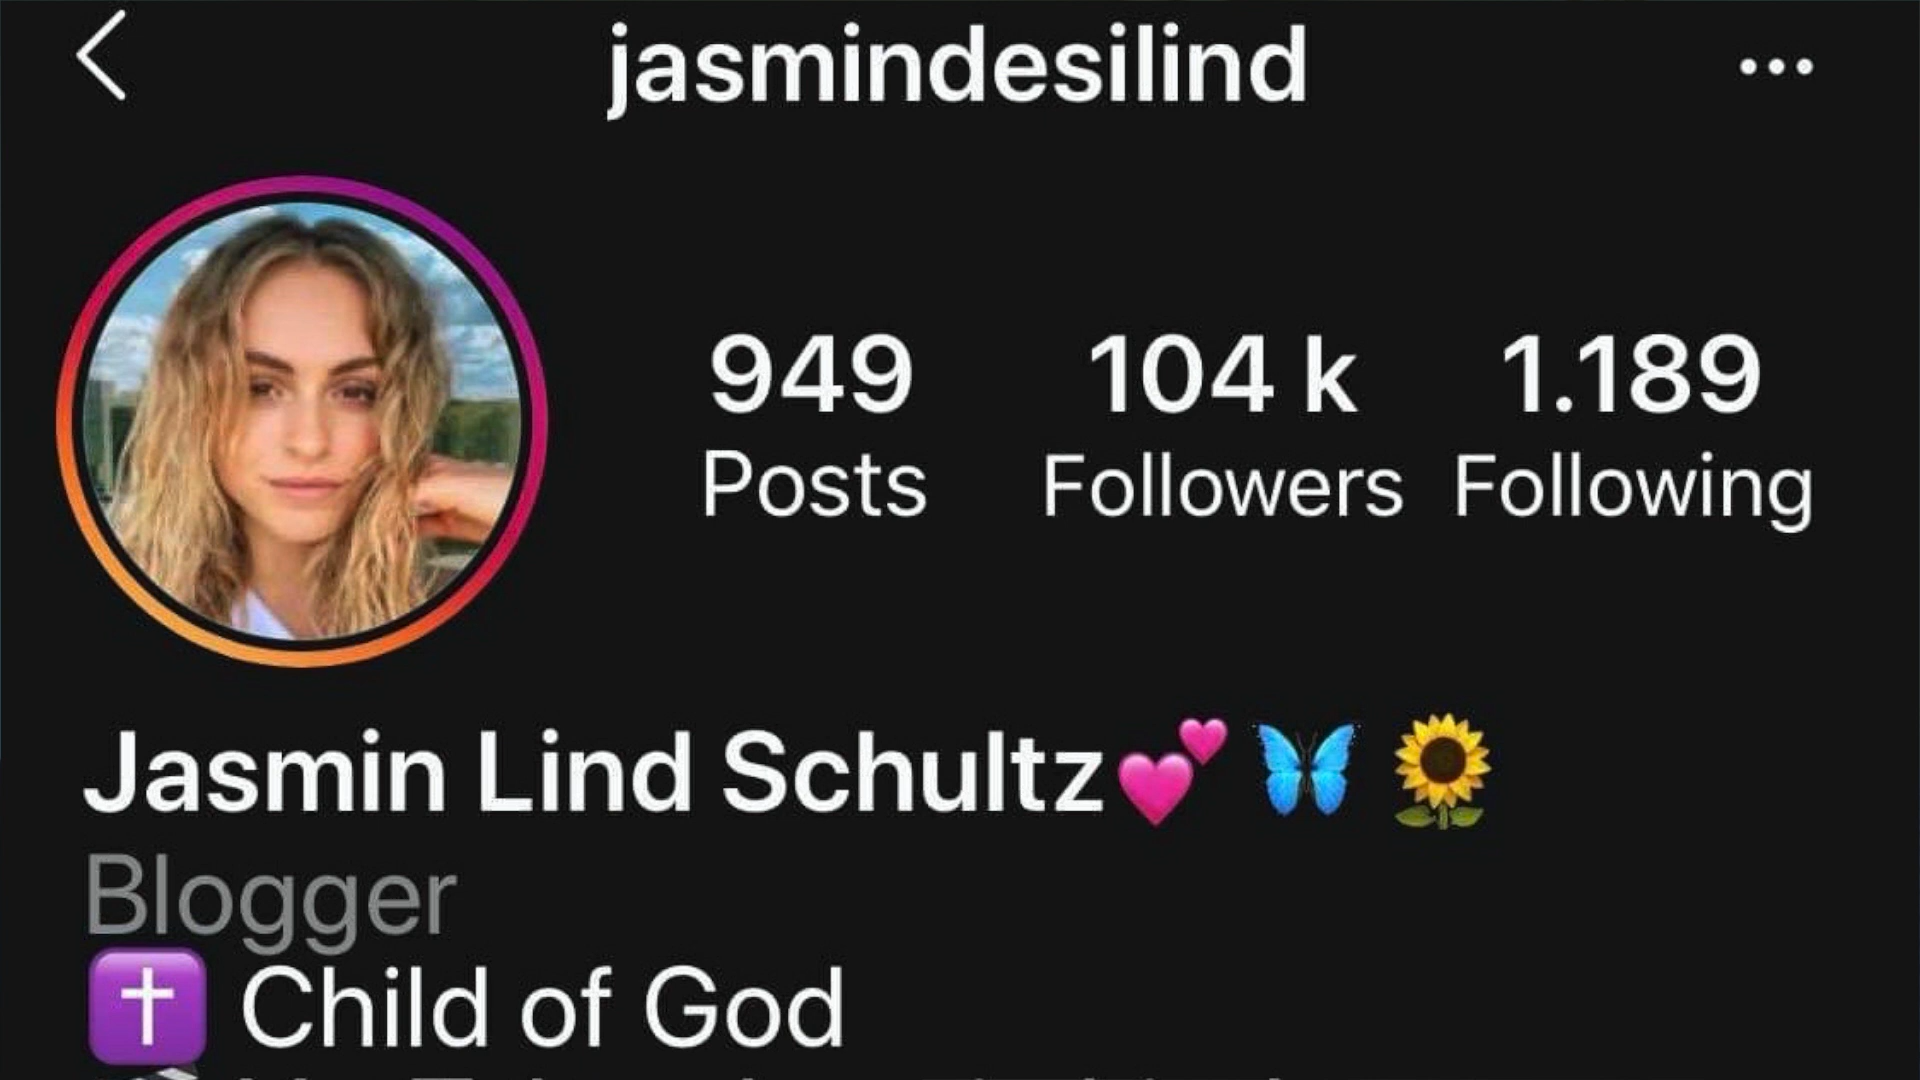 jasmindesilind
949 104 k 1.189
Posts Followers Following
Jasmin Lind Schultz💕🦋🌻
Blogger
✝️ Child of God